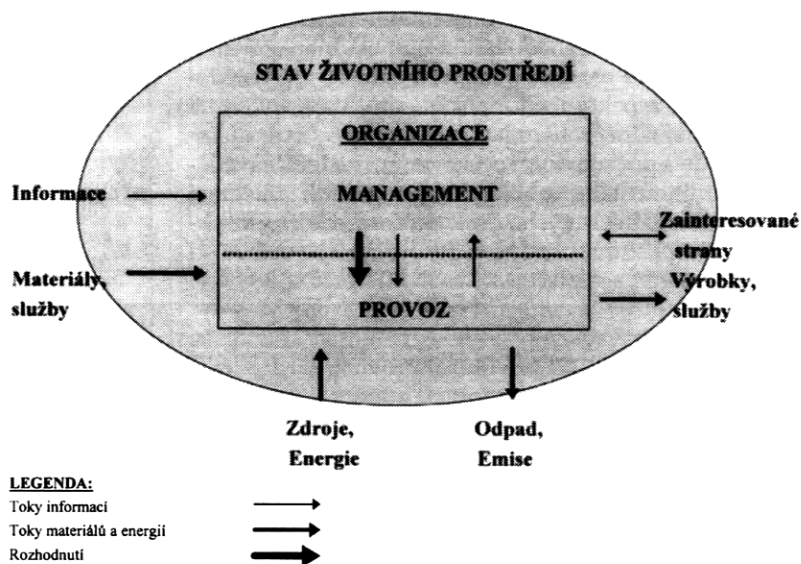 STAV ŽIVOTNÍHO PROSTŘEDÍ
ORGANIZACE
MANAGEMENT
PROVOZ
Informace
Materiály,
služby
Zainteresované
strany
Výrobky,
služby
Zdroje,
Energie
Odpad,
Emise
LEGENDA:
Toky informací
Toky materiálů a energií
Rozhodnutí